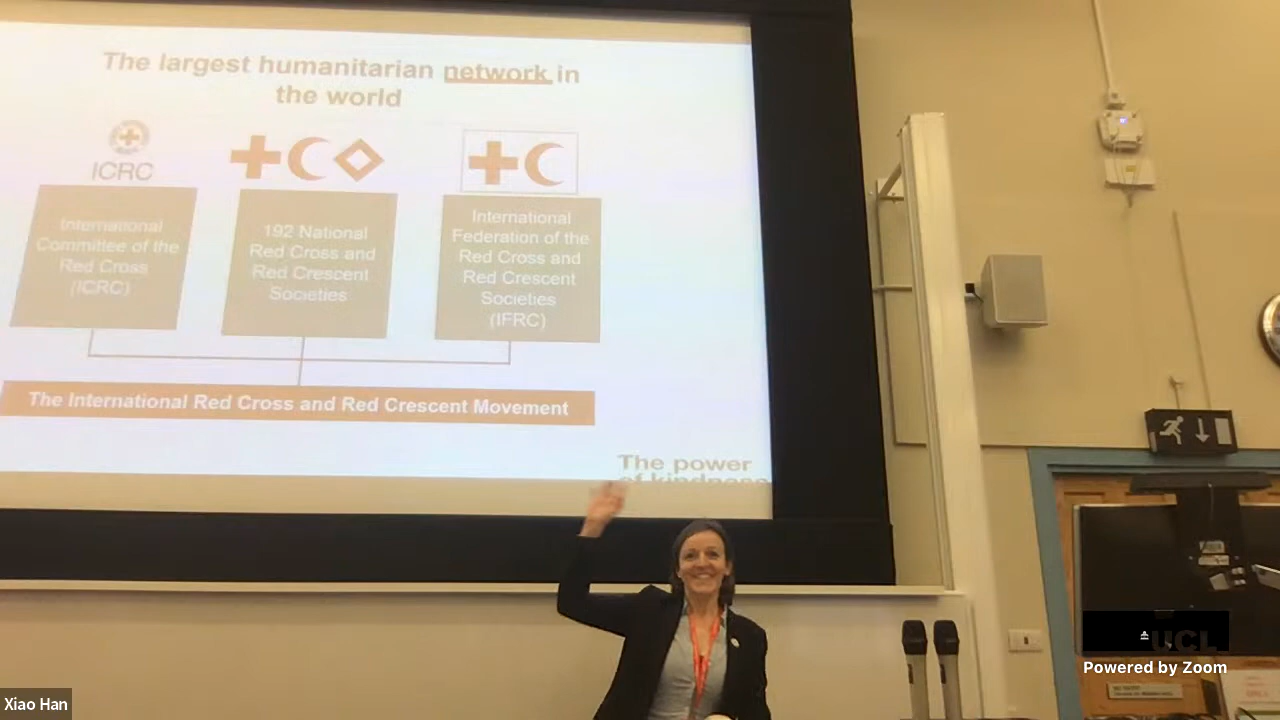 The largest humanitarian network in
the world
ICRC
International
Committee of the
Red Cross
(ICRC)
192 National
Red Cross and
Red Crescent
Societies
International
Federation of the
Red Cross and
Red Crescent
Societies
(IFRC)
The International Red Cross and Red Crescent Movement
The power
of kindness
UCL
Powered by Zoom
Xiao Han